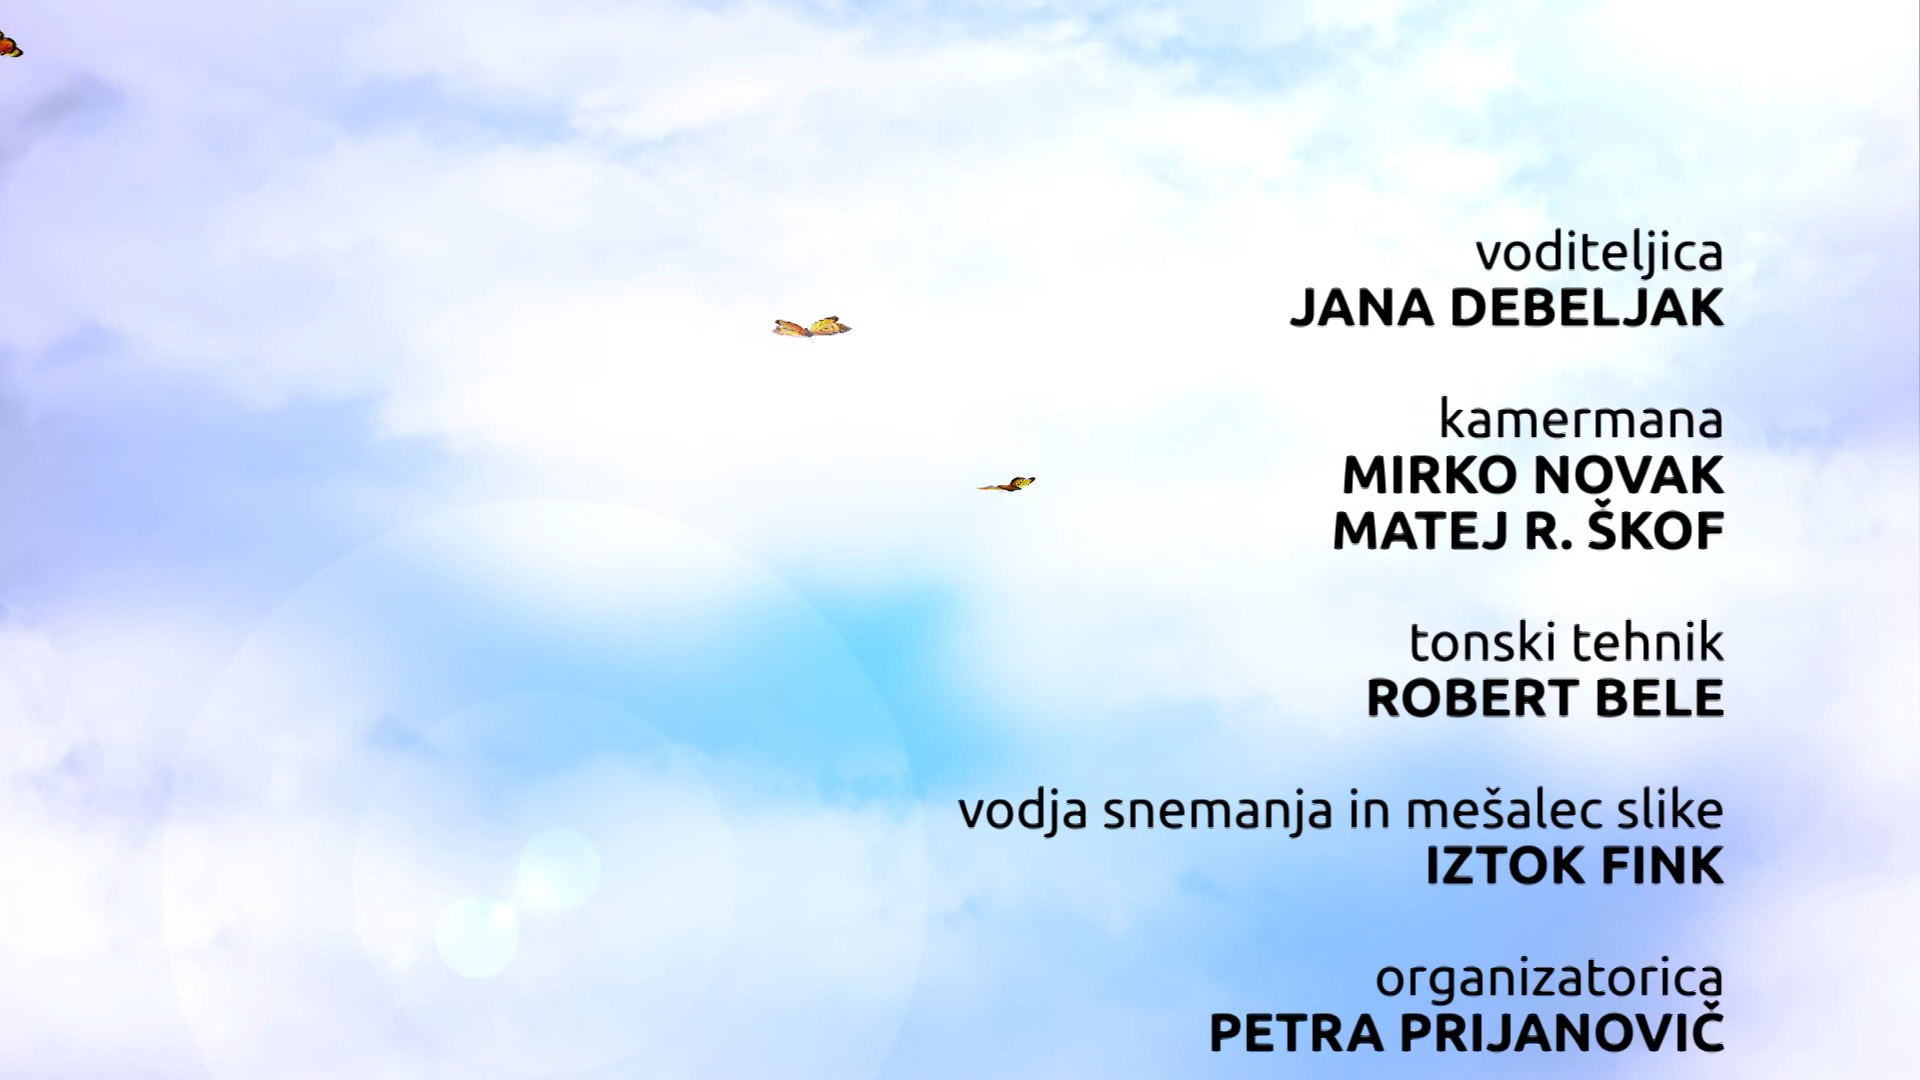 voditeljica
JANA DEBELJAK
kamermana
MIRKO NOVAK
MATEJ R. ŠKOF
tonski tehnik
ROBERT BELE
vodja snemanja in mešalec slike
IZTOK FINK
organizatorica
PETRA PRIJANOVIČ